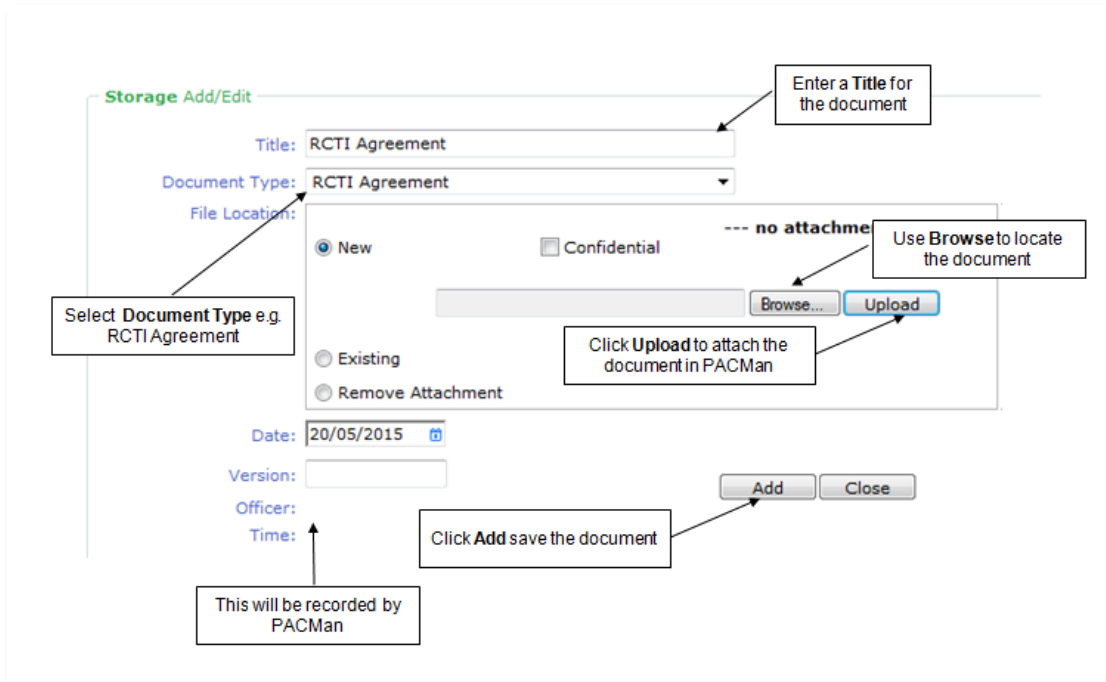 Enter a Title for
the document
Storage Add/Edit
Title: RCTI Agreement
Document Type: RCTI Agreement
File Location:
--- no attachme
New
Confidential
Use Browse to locate
the document
Browse... Upload
Select Document Type e.g.
RCTI Agreement
Click Upload to attach the
document in PACMan
Existing
Remove Attachment
Date: 20/05/2015
Version:
Add Close
Officer:
Time:
Click Add save the document
This will be recorded by
PACMan